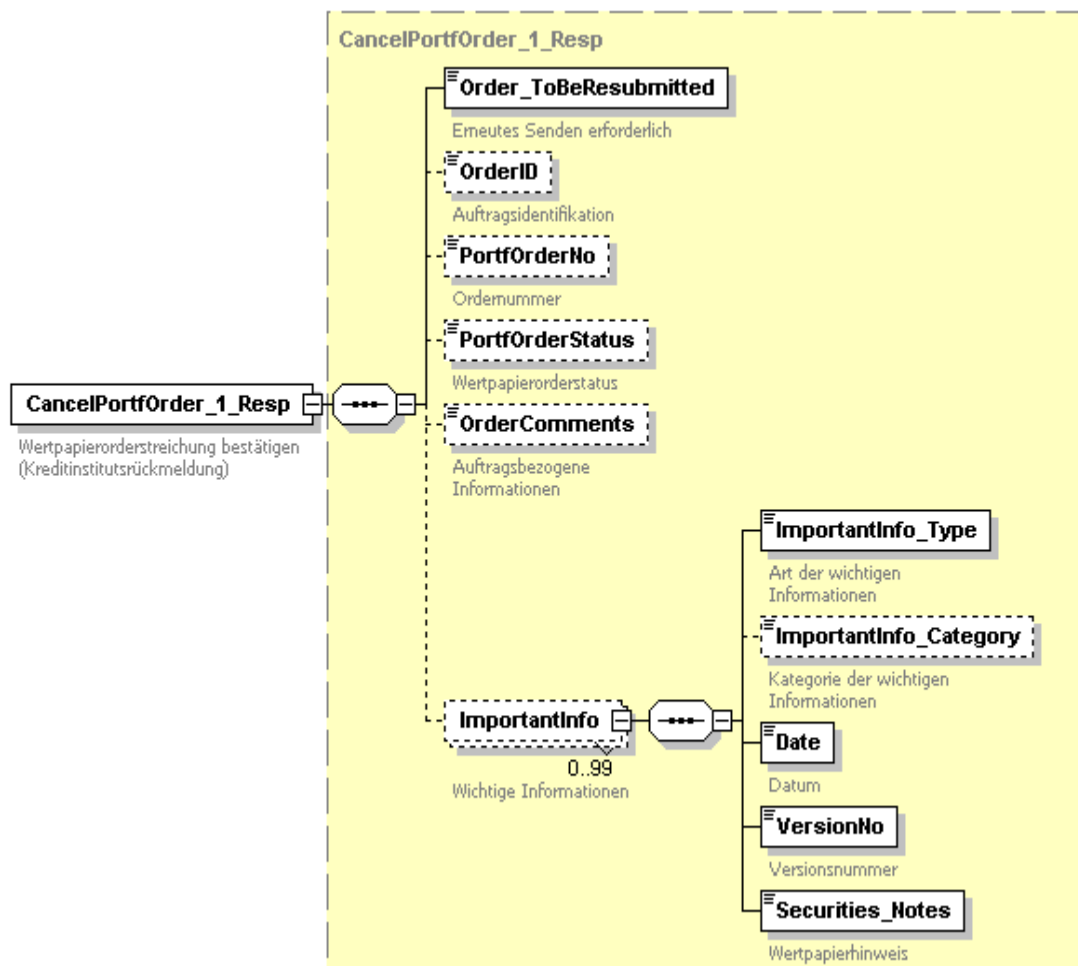 CancelPortfOrder_1_Resp
Order_ToBeResubmitted
Erneutes Senden erforderlich
OrderID
Auftragsidentifikation
PortfOrderNo
Ordernummer
PortfOrderStatus
Wertpapierorderstatus
CancelPortfOrder_1_Resp
Wertpapierorderstreichung bestätigen
(Kreditinstitutsrückmeldung)
OrderComments
Auftragsbezogene
Informationen
ImportantInfo
0..99
Wichtige Informationen
ImportantInfo_Type
Art der wichtigen
Informationen
ImportantInfo_Category
Kategorie der wichtigen
Informationen
Date
Datum
VersionNo
Versionsnummer
Securities_Notes
Wertpapierhinweis